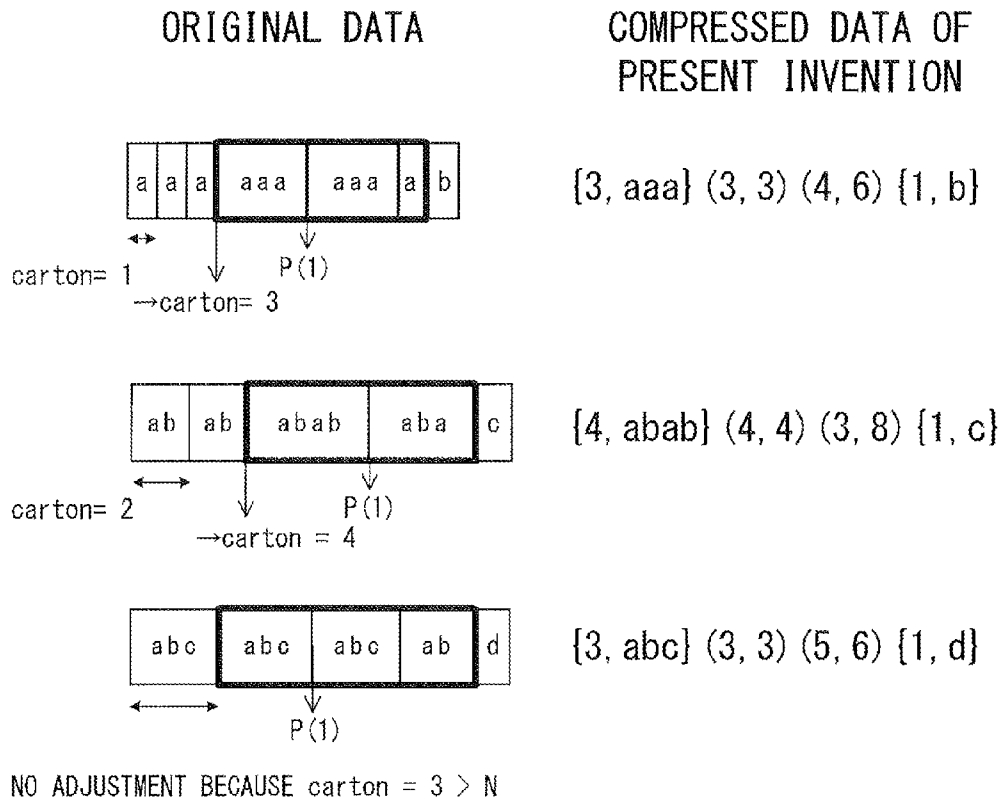 ORIGINAL DATA
COMPRESSED DATA OF
PRESENT INVENTION
a a a aaa aaa a b
{3, aaa} (3, 3) (4, 6) {1, b}
P(1)
carton= 1
→carton= 3
ab ab abab aba c
{4, abab} (4, 4) (3, 8) {1, c}
P(1)
carton= 2
→carton = 4
abc abc abc ab d
{3, abc} (3, 3) (5, 6) {1, d}
P(1)
NO ADJUSTMENT BECAUSE carton = 3 > N